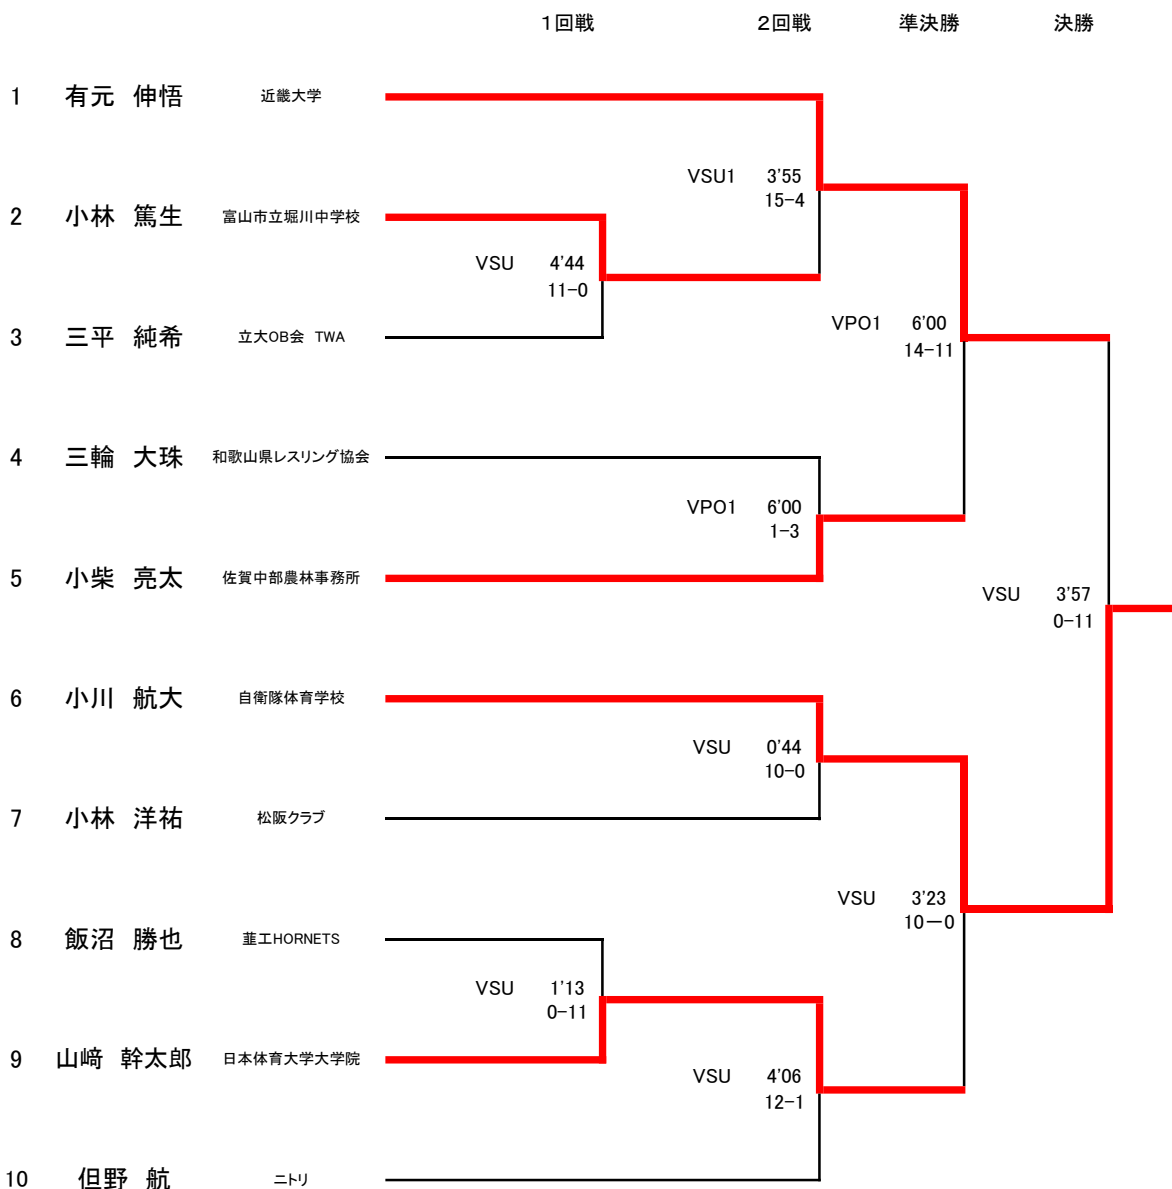 1回戦 2回戦 準決勝 決勝
1 有元 伸悟 近畿大学
VSU1 3'55
15-4
2 小林 篤生 富山市立堀川中学校
VSU 4'44
11-0
VPO1 6'00
14-11
3 三平 純希 立大OB会 TWA
4 三輪 大珠 和歌山県レスリング協会
VPO1 6'00
1-3
5 小柴 亮太 佐賀中部農林事務所
VSU 3'57
0-11
6 小川 航大 自衛隊体育学校
VSU 0'44
10-0
7 小林 洋祐 松阪クラブ
VSU 3'23
10ー0
8 飯沼 勝也 韮工HORNETS
VSU 1'13
0-11
9 山﨑 幹太郎 日本体育大学大学院
VSU 4'06
12-1
10 但野 航 ニトリ